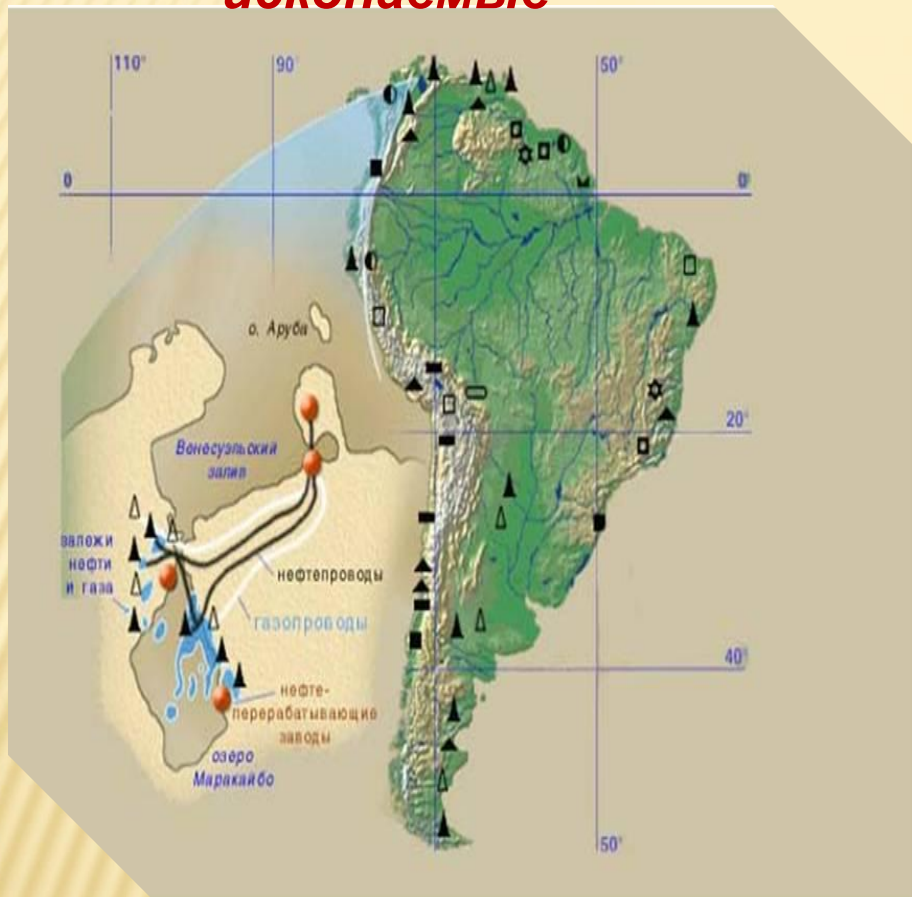 ископаемые
110°
90°
50°
0
0°
о. Аруба
Венесуэльский
залив
20°
залежи
нефти
и газа
нефтепроводы
газопроводы
40°
нефте-
перерабатывающие
заводы
озеро
Маракайбо
50°